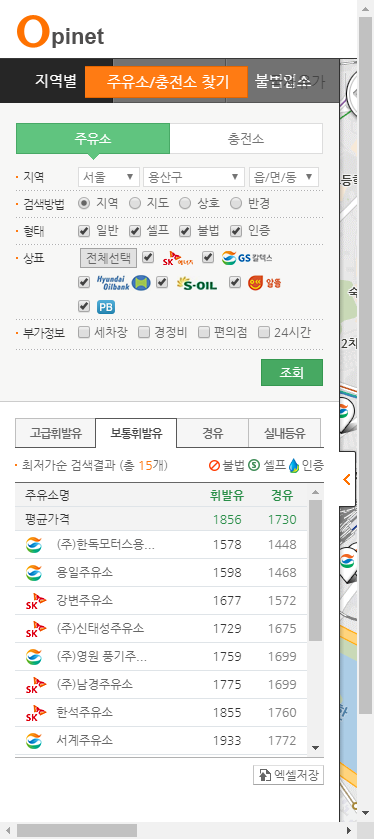 Opinet
지역별 주유소/충전소 찾기 불법업소
주유소 충전소
지역 서울 용산구 읍/면/동
검색방법 지역 지도 상호 반경
형태 일반 셀프 불법 인증
상표 전체선택 SK에너지 GS칼텍스
Hyundai Oilbank S-OIL 알뜰
PB
부가정보 세차장 경정비 편의점 24시간
조회
고급휘발유 보통휘발유 경유 실내등유
최저가순 검색결과 (총 15개) 불법 셀프 인증
주유소명 휘발유 경유
평균가격 1856 1730
(주)한독모터스용... 1578 1448
용일주유소 1598 1468
SK 강변주유소 1677 1572
SK (주)신태성주유소 1729 1675
(주)영원 풍기주... 1759 1699
SK (주)남경주유소 1775 1699
SK 한석주유소 1855 1760
서계주유소 1933 1772
엑셀저장